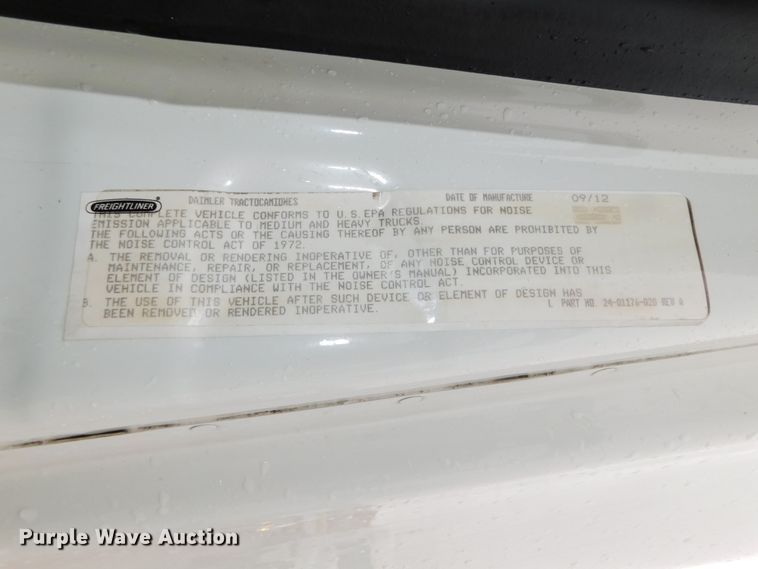 FREIGHTLINER DAIMLER TRACTOCAMIONES DATE OF MANUFACTURE 09/12
THIS COMPLETE VEHICLE CONFORMS TO U.S.EPA REGULATIONS FOR NOISE
EMISSION APPLICABLE TO MEDIUM AND HEAVY TRUCKS.
THE FOLLOWING ACTS OR THE CAUSING THEREOF BY ANY PERSON ARE PROHIBITED BY
THE NOISE CONTROL ACT OF 1972.
A. THE REMOVAL OR RENDERING INOPERATIVE OF, OTHER THAN FOR PURPOSES OF
MAINTENANCE, REPAIR, OR REPLACEMENT, OF ANY NOISE CONTROL DEVICE OR
ELEMENT OF DESIGN (LISTED IN THE OWNER'S MANUAL) INCORPORATED INTO THIS
VEHICLE IN COMPLIANCE WITH THE NOISE CONTROL ACT.
B. THE USE OF THIS VEHICLE AFTER SUCH DEVICE OR ELEMENT OF DESIGN HAS
BEEN REMOVED OR RENDERED INOPERATIVE.
L PART NO. 24-01176-020 REV A
Purple Wave Auction